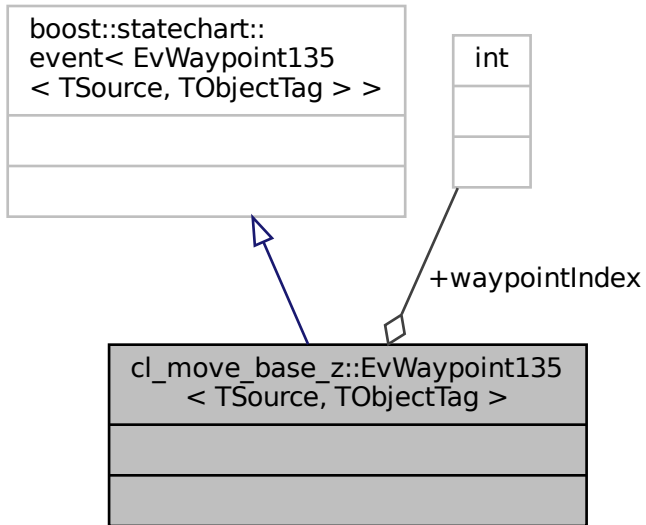 boost::statechart::
event< EvWaypoint135
< TSource, TObjectTag > >
int
+waypointIndex
cl_move_base_z::EvWaypoint135
< TSource, TObjectTag >